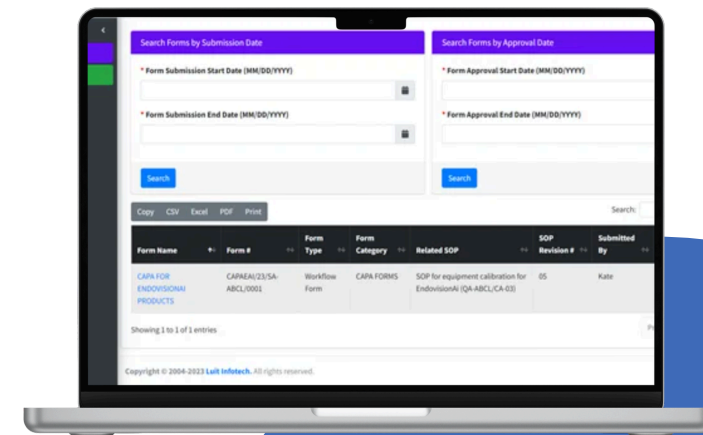 Search Forms by Submission Date
* Form Submission Start Date (MM/DD/YYYY)
* Form Submission End Date (MM/DD/YYYY)
Search
Search Forms by Approval Date
* Form Approval Start Date (MM/DD/YYYY)
* Form Approval End Date (MM/DD/YYYY)
Search
Copy CSV Excel PDF Print
Search:
Form Name Form # Form Type Form Category Related SOP SOP Revision # Submitted By
CAPA FOR ENDOVISIONAI PRODUCTS CAPAEAI/23/SA-ABCL/0001 Workflow Form CAPA FORMS SOP for equipment calibration for EndovisionAi (QA-ABCL/CA-03) 05 Kate
Showing 1 to 1 of 1 entries
Copyright © 2004-2023 Luit Infotech. All rights reserved.